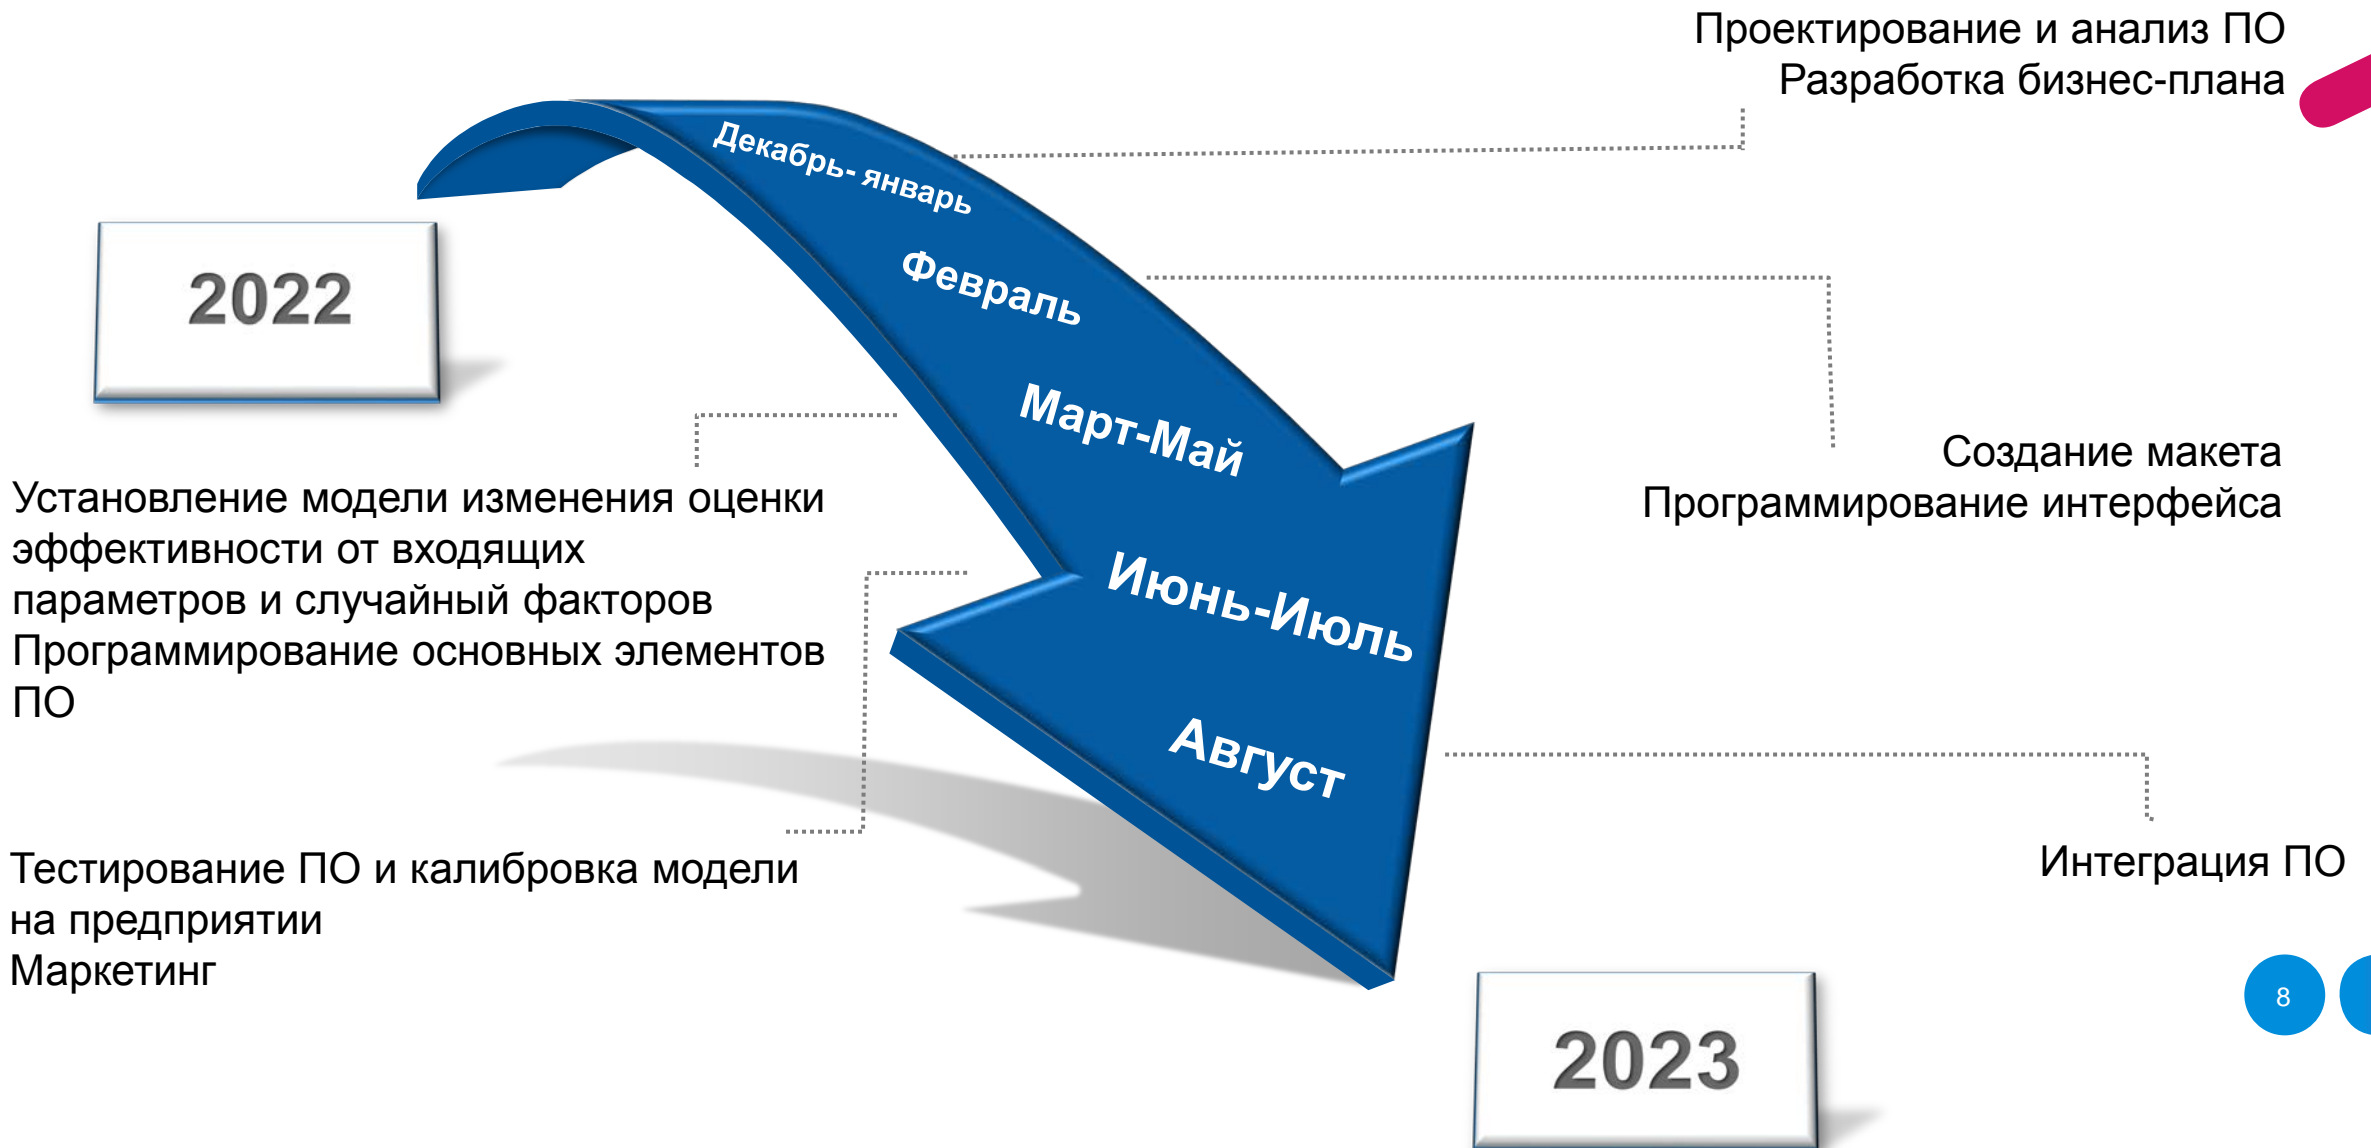 Проектирование и анализ ПО
Разработка бизнес-плана
Декабрь- январь
2022
Февраль
Март-Май
Создание макета
Программирование интерфейса
Установление модели изменения оценки
эффективности от входящих
параметров и случайный факторов
Программирование основных элементов
ПО
Июнь-Июль
Август
Тестирование ПО и калибровка модели
на предприятии
Маркетинг
Интеграция ПО
8
2023